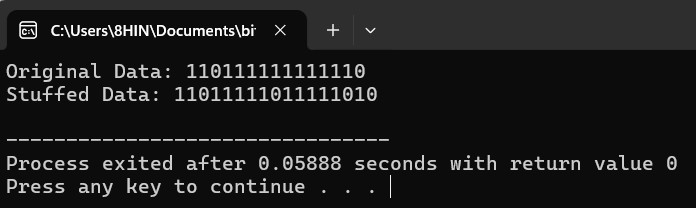 C:\Users\8HIN\Documents\bi
Original Data: 110111111111110
Stuffed Data: 11011111011111010
--------------------------------
Process exited after 0.05888 seconds with return value 0
Press any key to continue . . .